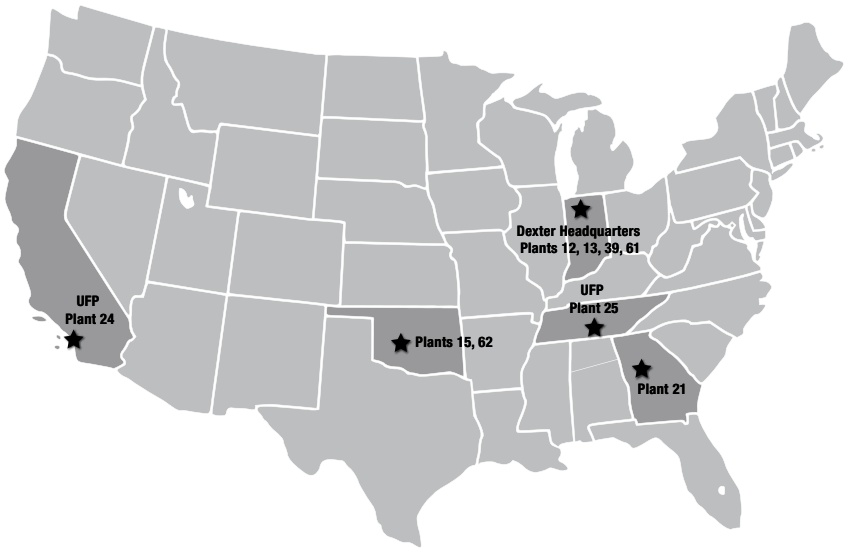 Dexter Headquarters
Plants 12, 13, 39, 61
UFP
Plant 25
UFP
Plant 24
Plants 15, 62
Plant 21